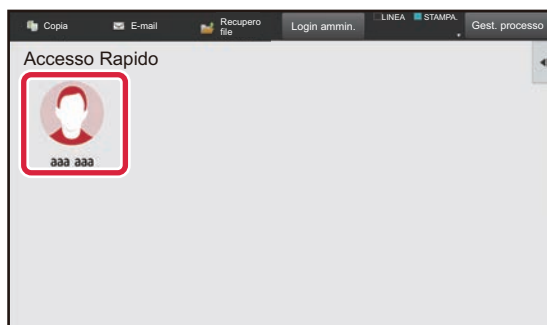 Copia
E-mail
Recupero
file
Login ammin.
LINEA
STAMPA.
Gest. processo
Accesso Rapido
aaa aaa